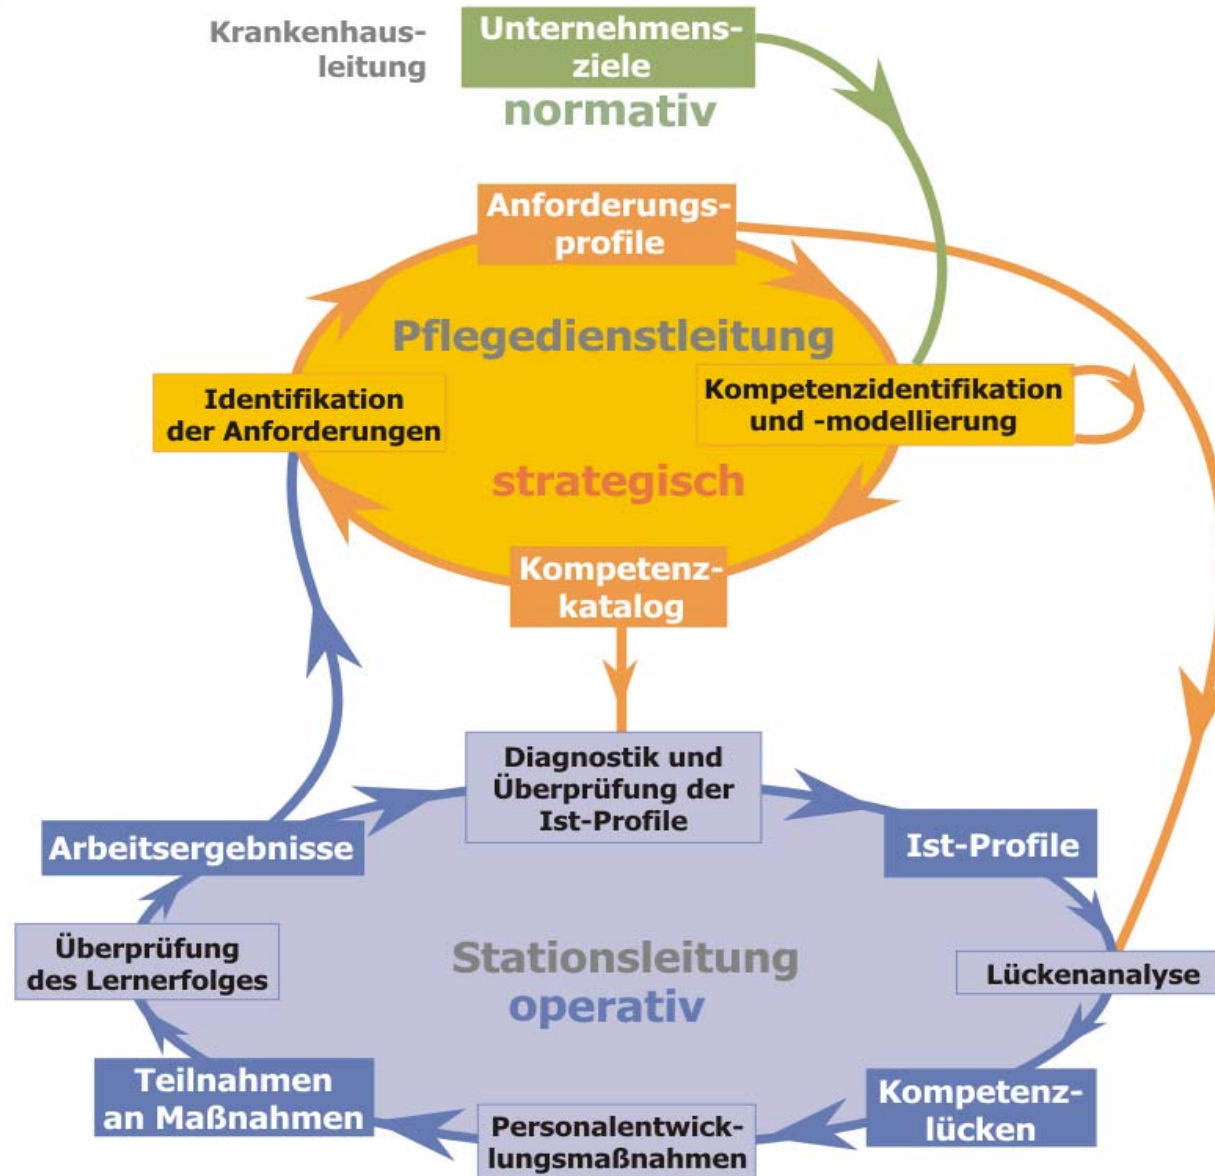 Krankenhaus-
leitung
Unternehmens-
ziele
normativ
Anforderungs-
profile
Pflegedienstleitung
Identifikation
der Anforderungen
Kompetenzidentifikation
und -modellierung
strategisch
Kompetenz-
katalog
Diagnostik und
Überprüfung der
Ist-Profile
Arbeitsergebnisse
Ist-Profile
Überprüfung
des Lernerfolges
Stationsleitung
operativ
Lückenanalyse
Teilnahmen
an Maßnahmen
Personalentwick-
lungsmaßnahmen
Kompetenz-
lücken